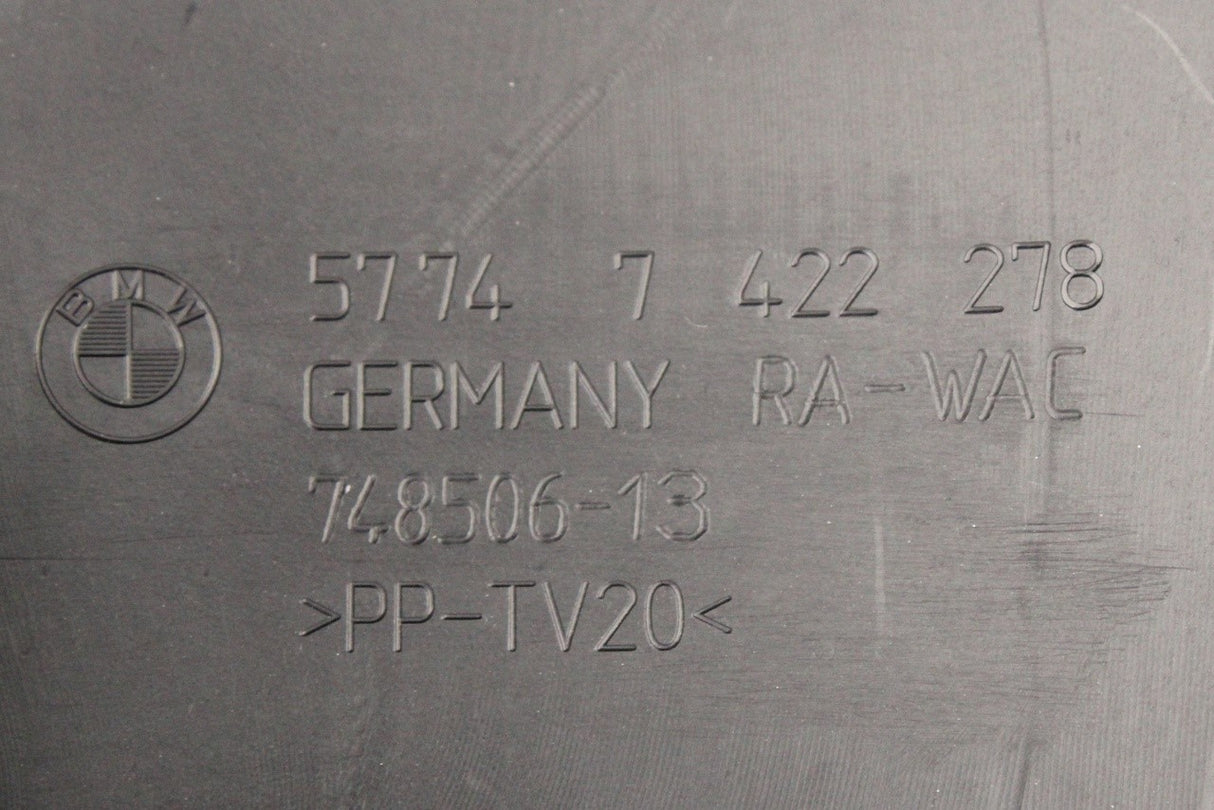 BMW
5774 7 422 278
GERMANY RA-WAC
748506-13
>PP-TV20<